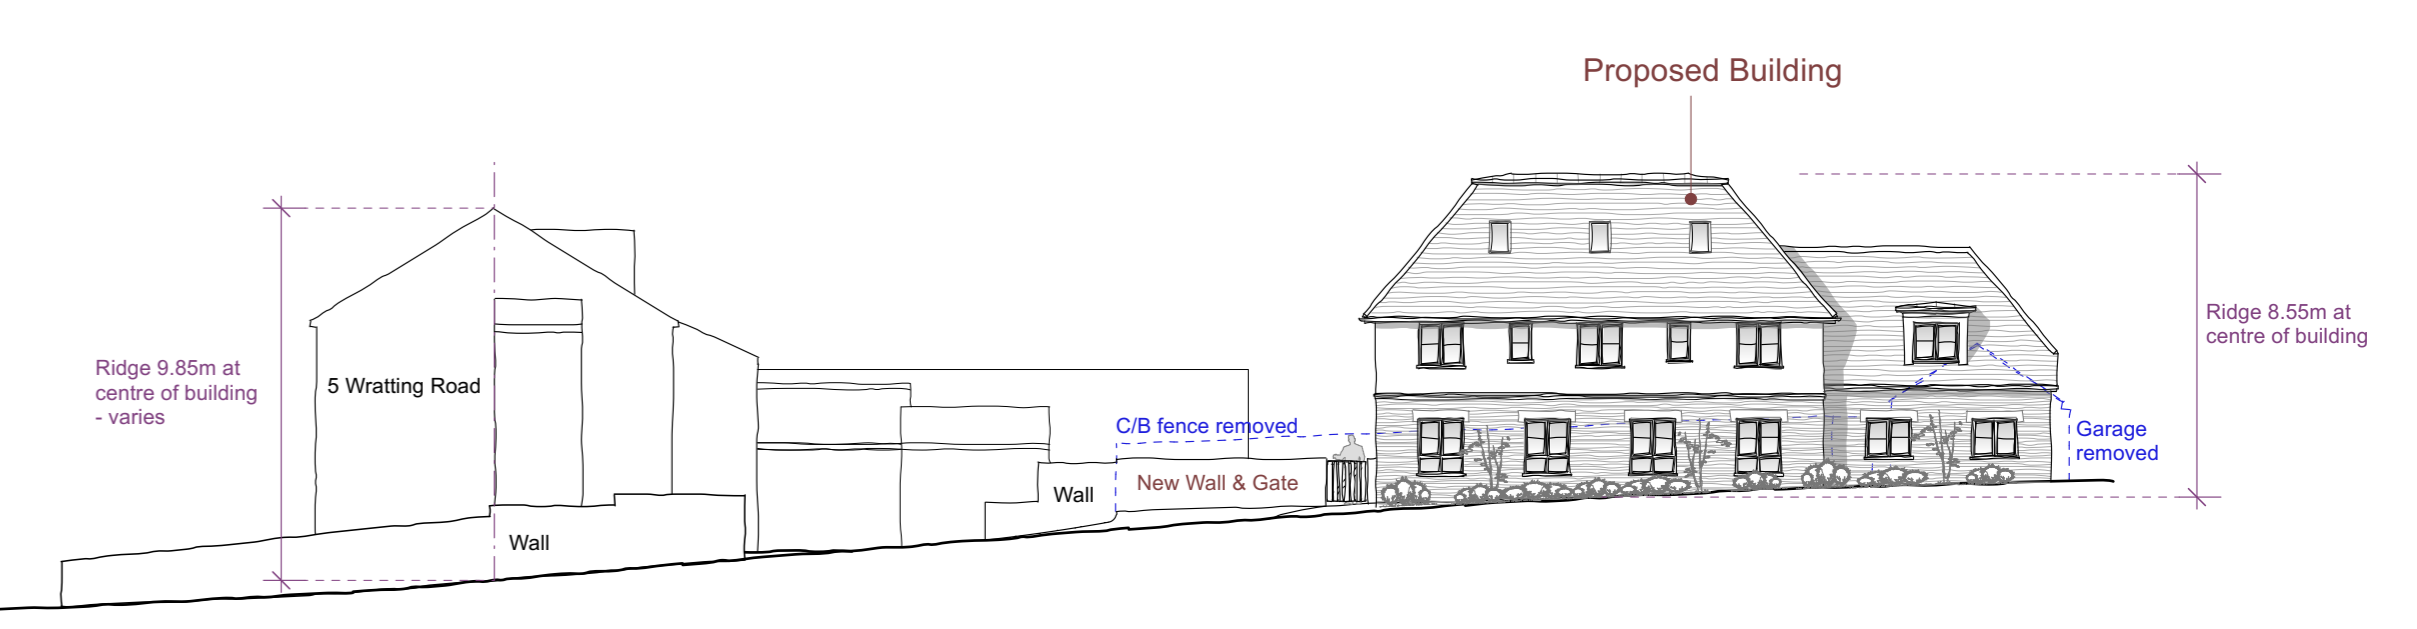 Proposed Building
Ridge 9.85m at
centre of building
- varies
5 Wratting Road
Wall
Wall
C/B fence removed
New Wall & Gate
Garage
removed
Ridge 8.55m at
centre of building